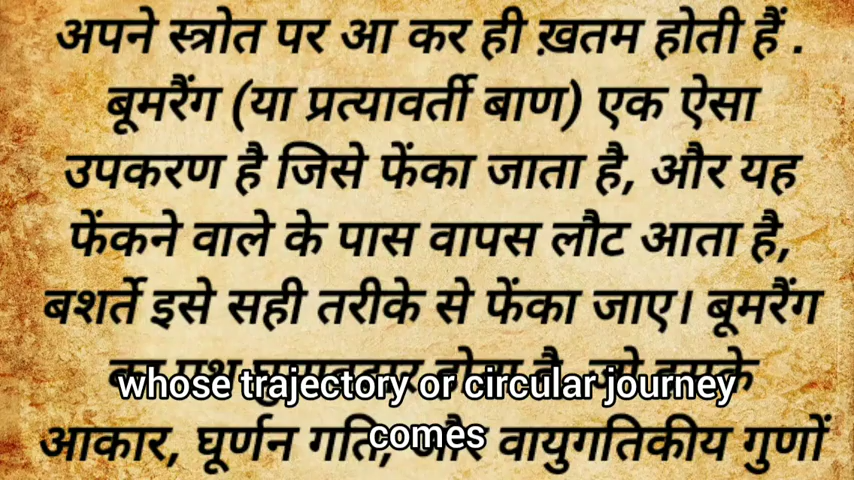 अपने स्त्रोत पर आ कर ही ख़तम होती हैं .
बूमरैंग (या प्रत्यावर्ती बाण) एक ऐसा
उपकरण है जिसे फेंका जाता है, और यह
फेंकने वाले के पास वापस लौट आता है,
बशर्ते इसे सही तरीके से फेंका जाए। बूमरैंग
whose trajectory or circular journey
comes
आकार, घूर्णन गति, और वायुगतिकीय गुणों